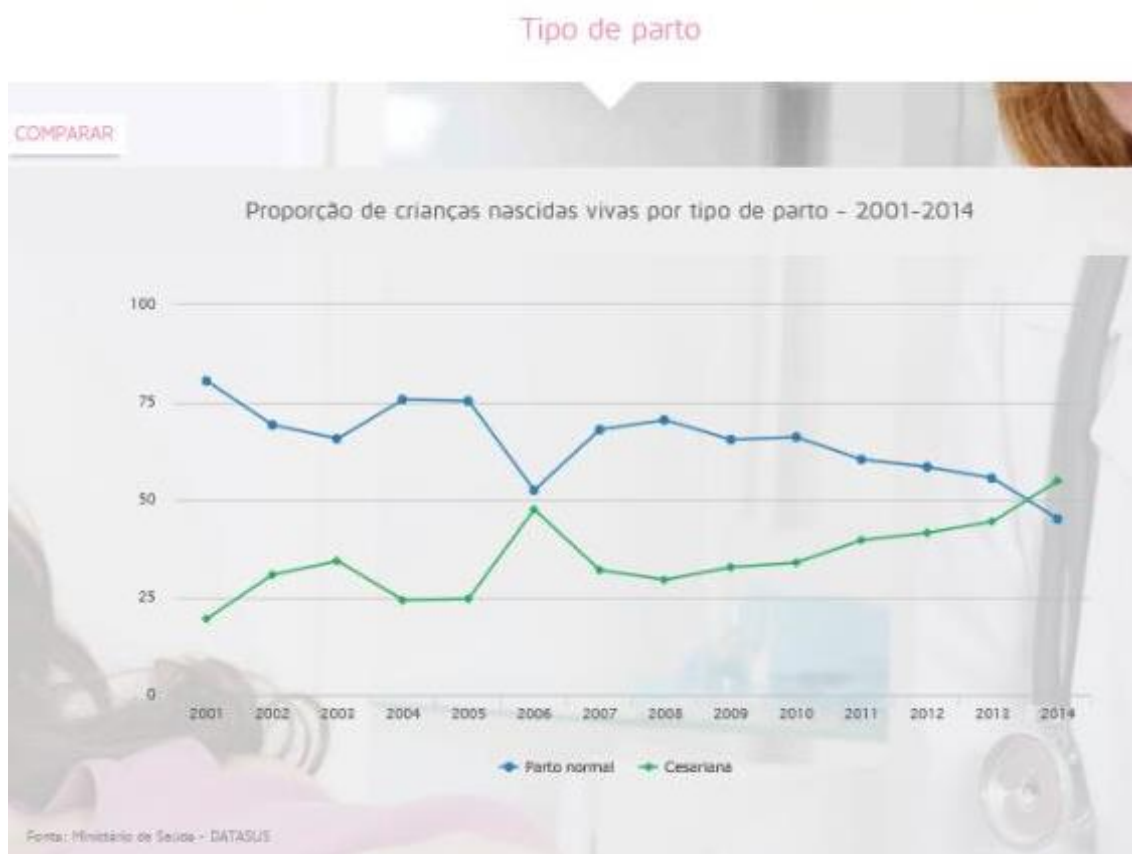 Tipo de parto
COMPARAR
Proporção de crianças nascidas vivas por tipo de parto - 2001-2014
100
75
50
25
0
2001 2002 2003 2004 2005 2006 2007 2008 2009 2010 2011 2012 2013 2014
Parto normal Cesariana
Fonte: Ministério de Saúde - DATASUS